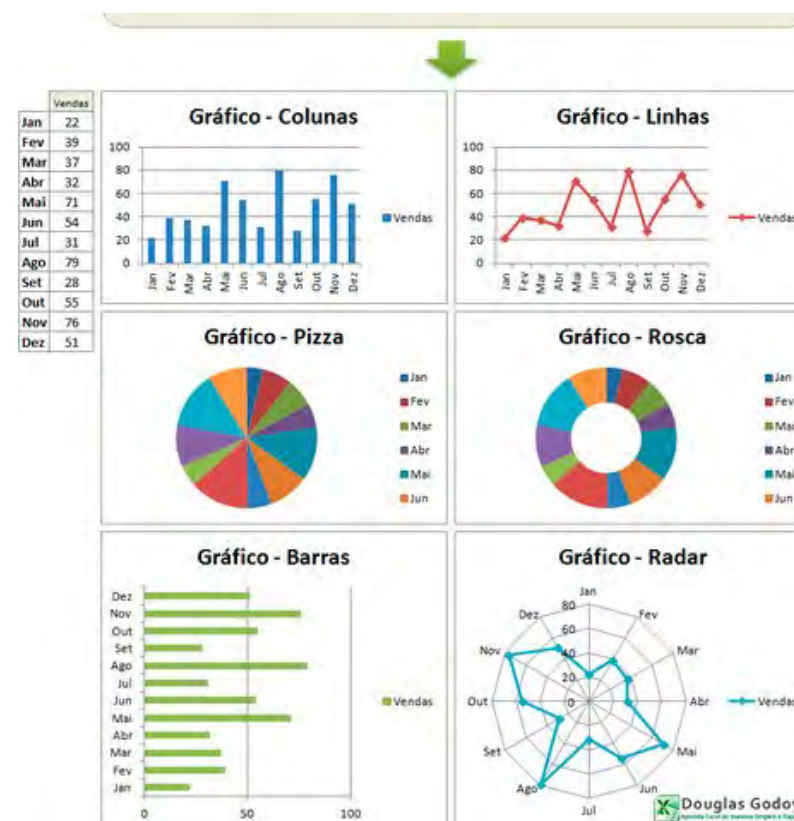 Vendas
Jan 22
Fev 39
Mar 37
Abr 32
Mai 71
Jun 54
Jul 31
Ago 79
Set 28
Out 55
Nov 76
Dez 51
Gráfico - Colunas
100
80
60
40
20
0
Jan Fev Mar Abr Mai Jun Jul Ago Set Out Nov Dez
Vendas
Gráfico - Linhas
100
80
60
40
20
0
Jan Fev Mar Abr Mai Jun Jul Ago Set Out Nov Dez
Vendas
Gráfico - Pizza
Jan
Fev
Mar
Abr
Mai
Jun
Gráfico - Rosca
Jan
Fev
Mar
Abr
Mai
Jun
Gráfico - Barras
Dez
Nov
Out
Set
Ago
Jul
Jun
Mai
Abr
Mar
Fev
Jan
0 50 100
Vendas
Gráfico - Radar
Jan
Fev
Mar
Abr
Mai
Jun
Jul
Ago
Set
Out
Nov
Dez
80
60
40
20
0
Vendas
Douglas Godoy